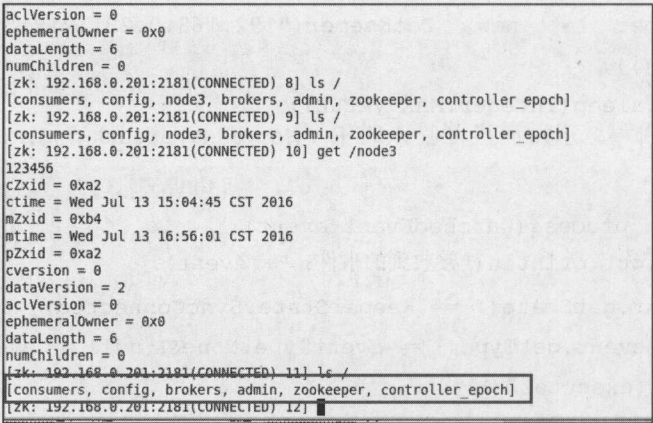 aclVersion = 0
ephemeralOwner = 0x0
dataLength = 6
numChildren = 0
[zk: 192.168.0.201:2181(CONNECTED) 8] ls /
[consumers, config, node3, brokers, admin, zookeeper, controller_epoch]
[zk: 192.168.0.201:2181(CONNECTED) 9] ls /
[consumers, config, node3, brokers, admin, zookeeper, controller_epoch]
[zk: 192.168.0.201:2181(CONNECTED) 10] get /node3
123456
cZxid = 0xa2
ctime = Wed Jul 13 15:04:45 CST 2016
mZxid = 0xb4
mtime = Wed Jul 13 16:56:01 CST 2016
pZxid = 0xa2
cversion = 0
dataVersion = 2
aclVersion = 0
ephemeralOwner = 0x0
dataLength = 6
numChildren = 0
[zk: 192.168.0.201:2181(CONNECTED) 11] ls /
[consumers, config, brokers, admin, zookeeper, controller_epoch]
[zk: 192.168.0.201:2181(CONNECTED) 12]